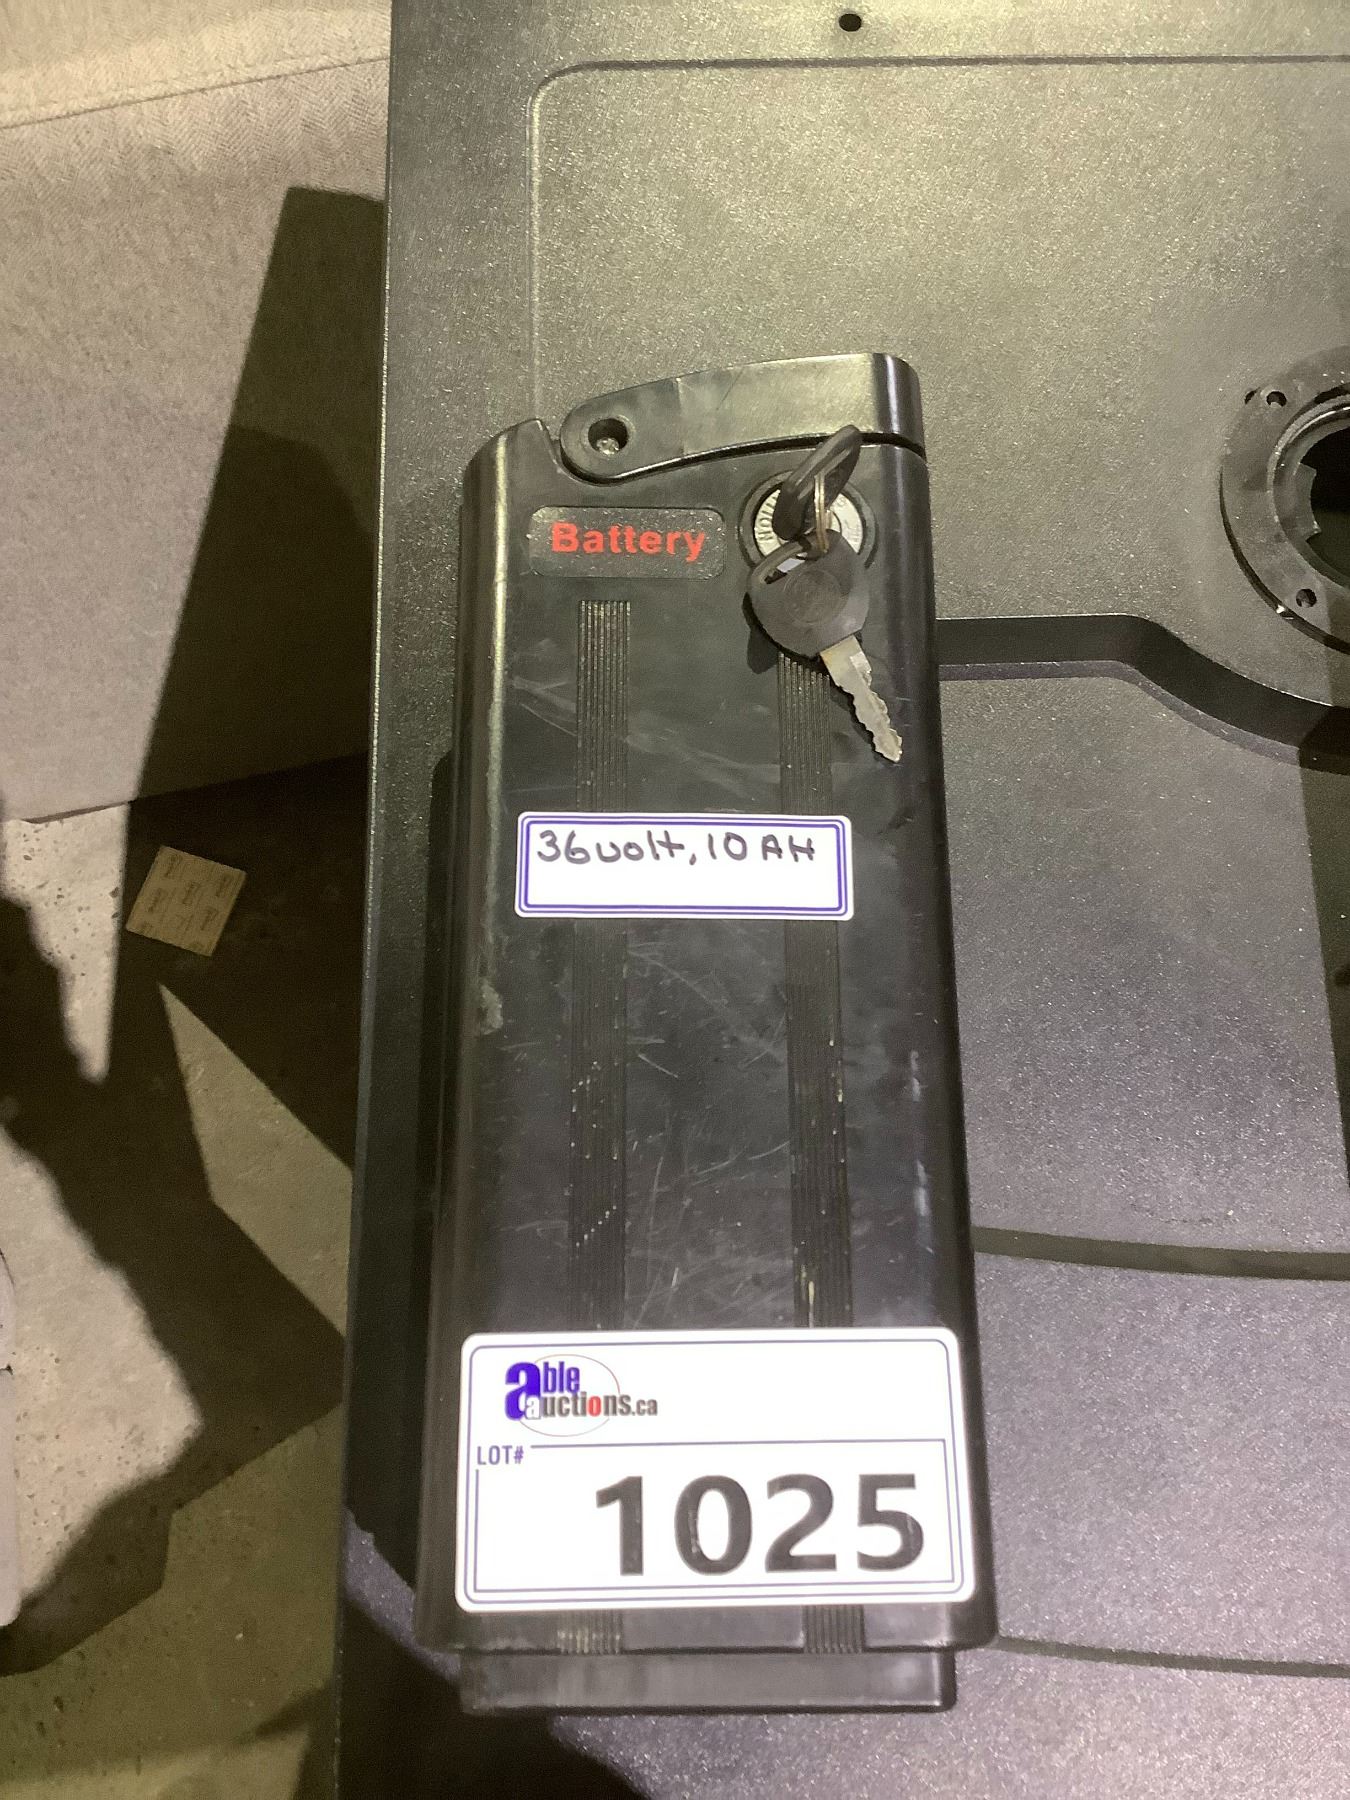 Battery
36volt, 10 AH
able
auctions.ca
LOT#
1025